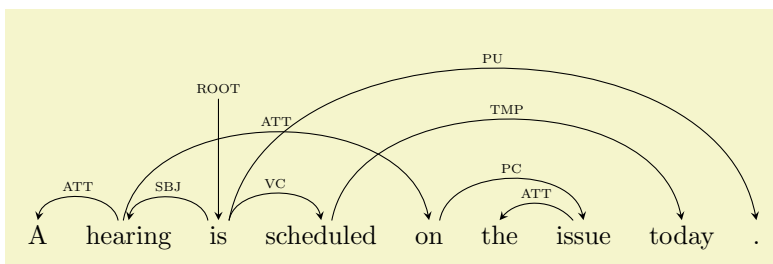 PU
ROOT
TMP
ATT
PC
ATT SBJ VC ATT
A hearing is scheduled on the issue today .